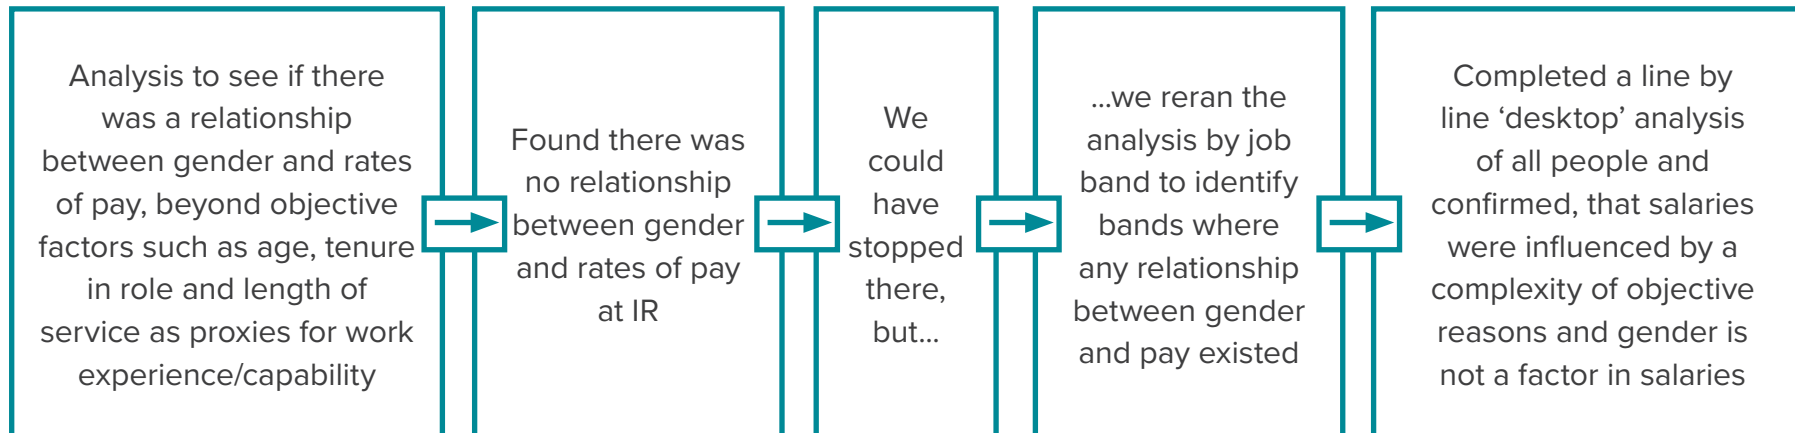 Analysis to see if there
was a relationship
between gender and rates
of pay, beyond objective
factors such as age, tenure
in role and length of
service as proxies for work
experience/capability
Found there was
no relationship
between gender
and rates of pay
at IR
We
could
have
stopped
there,
but...
...we reran the
analysis by job
band to identify
bands where
any relationship
between gender
and pay existed
Completed a line by
line ‘desktop’ analysis
of all people and
confirmed, that salaries
were influenced by a
complexity of objective
reasons and gender is
not a factor in salaries